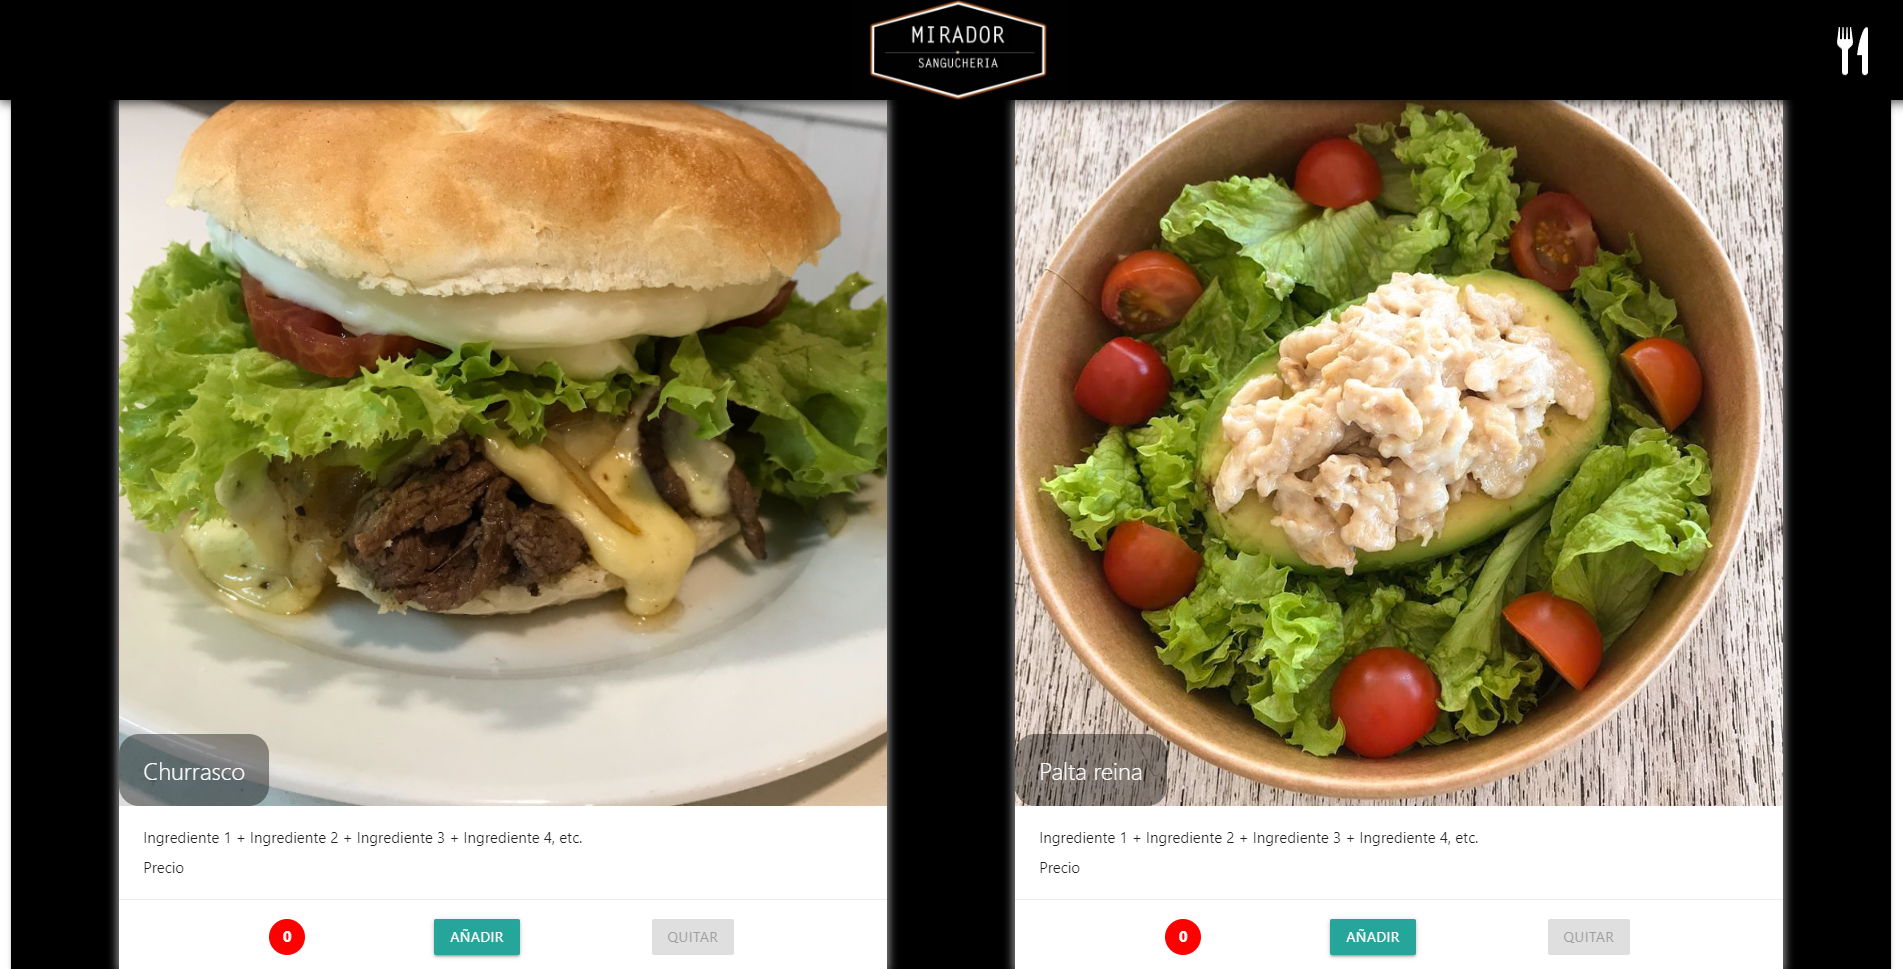 MIRADOR
SANGUCHERIA
Churrasco
Ingrediente 1 + Ingrediente 2 + Ingrediente 3 + Ingrediente 4, etc.
Precio
0 AÑADIR QUITAR
Palta reina
Ingrediente 1 + Ingrediente 2 + Ingrediente 3 + Ingrediente 4, etc.
Precio
0 AÑADIR QUITAR